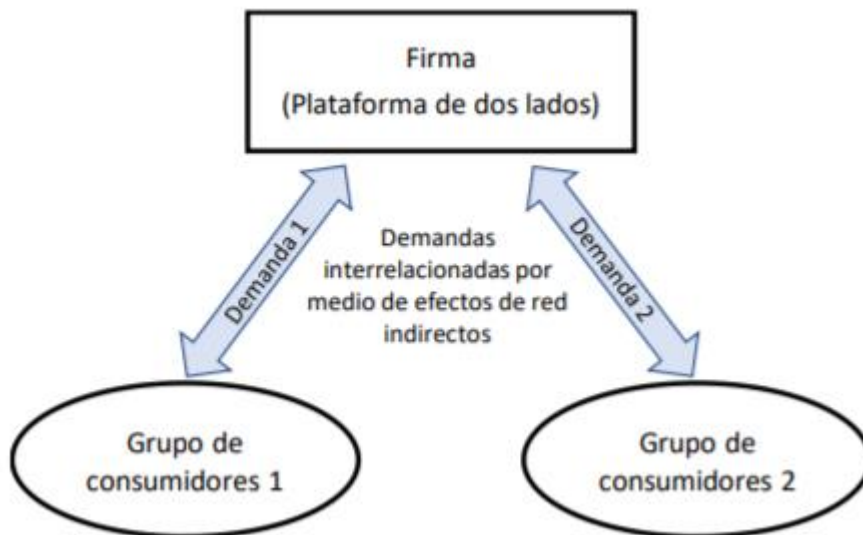 Firma
(Plataforma de dos lados)
Demanda 1
Demandas
interrelacionadas por
medio de efectos de red
indirectos
Demanda 2
Grupo de
consumidores 1
Grupo de
consumidores 2